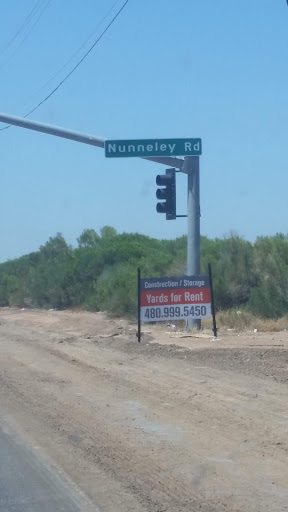 Nunneley Rd
Construction / Storage
Yards for Rent
480.999.5450